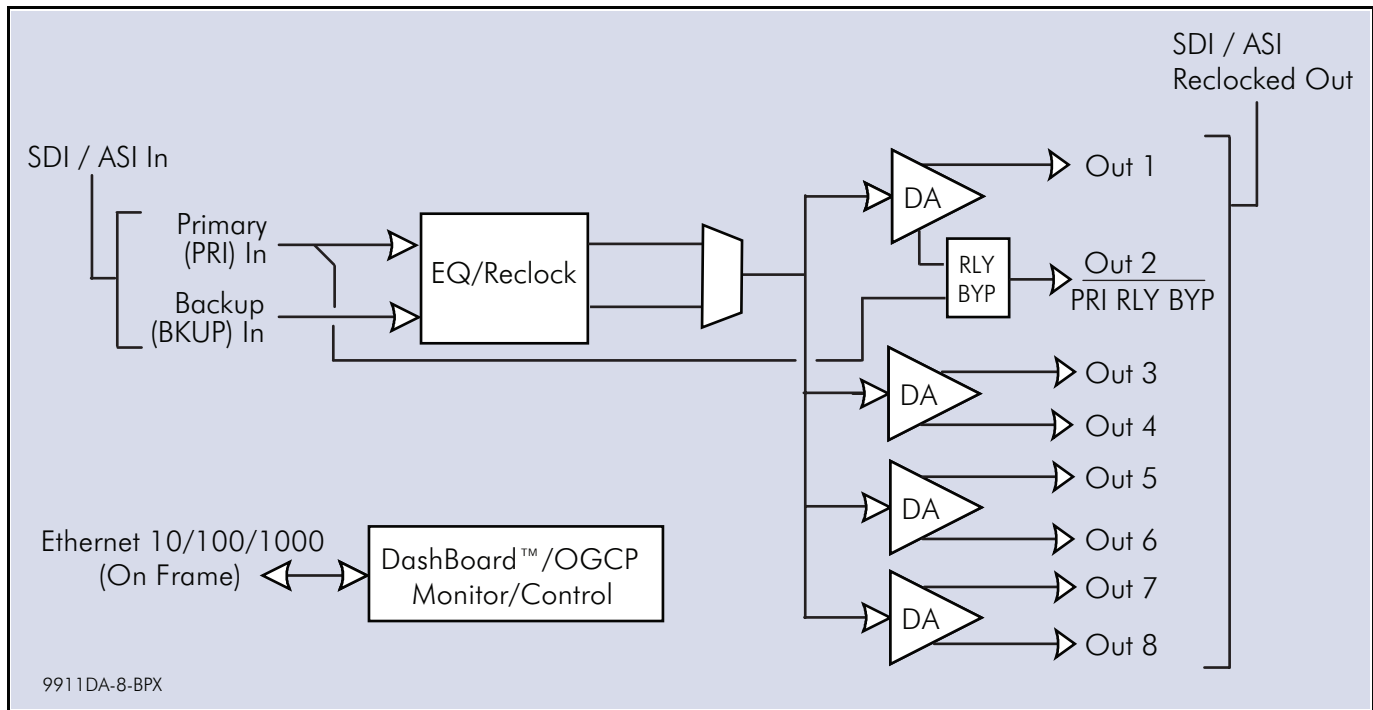 SDI / ASI
Reclocked Out
SDI / ASI In
Primary
(PRI) In
Backup
(BKUP) In
EQ/Reclock
DA
Out 1
RLY
BYP
Out 2
PRI RLY BYP
DA
Out 3
Out 4
DA
Out 5
Out 6
DA
Out 7
Out 8
Ethernet 10/100/1000
(On Frame)
DashBoard™/OGCP
Monitor/Control
9911DA-8-BPX